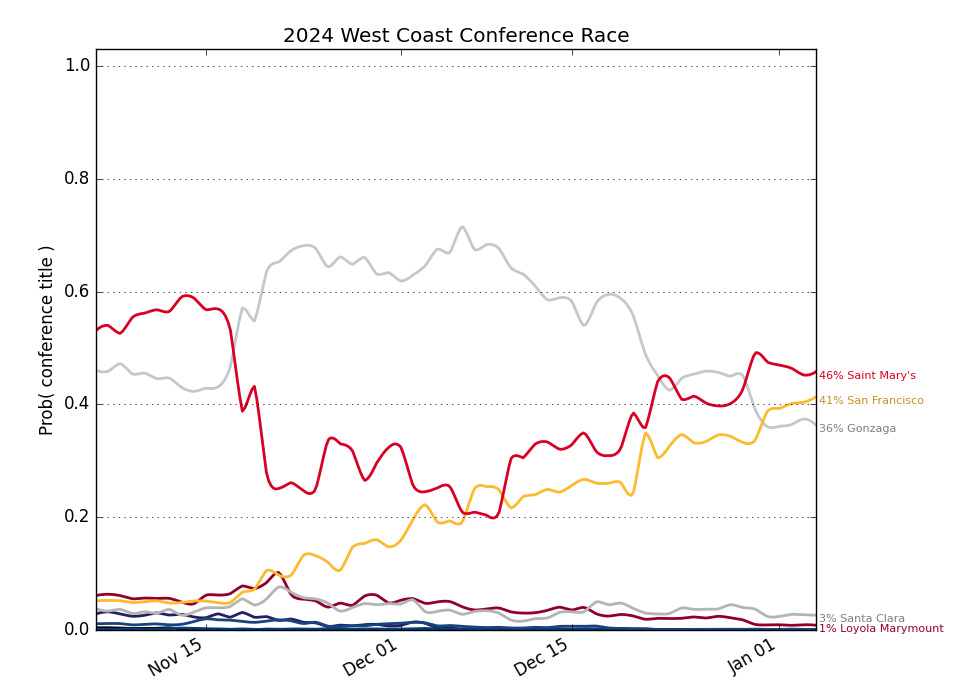 2024 West Coast Conference Race
Prob( conference title )
1.0
0.8
0.6
0.4
0.2
0.0
46% Saint Mary's
41% San Francisco
36% Gonzaga
3% Santa Clara
1% Loyola Marymount
Nov 15
Dec 01
Dec 15
Jan 01